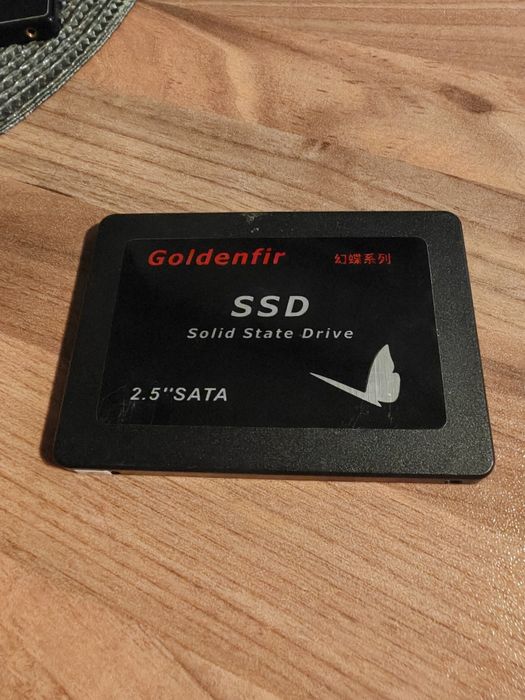 Goldenfir 幻蝶系列
SSD
Solid State Drive
2.5''SATA